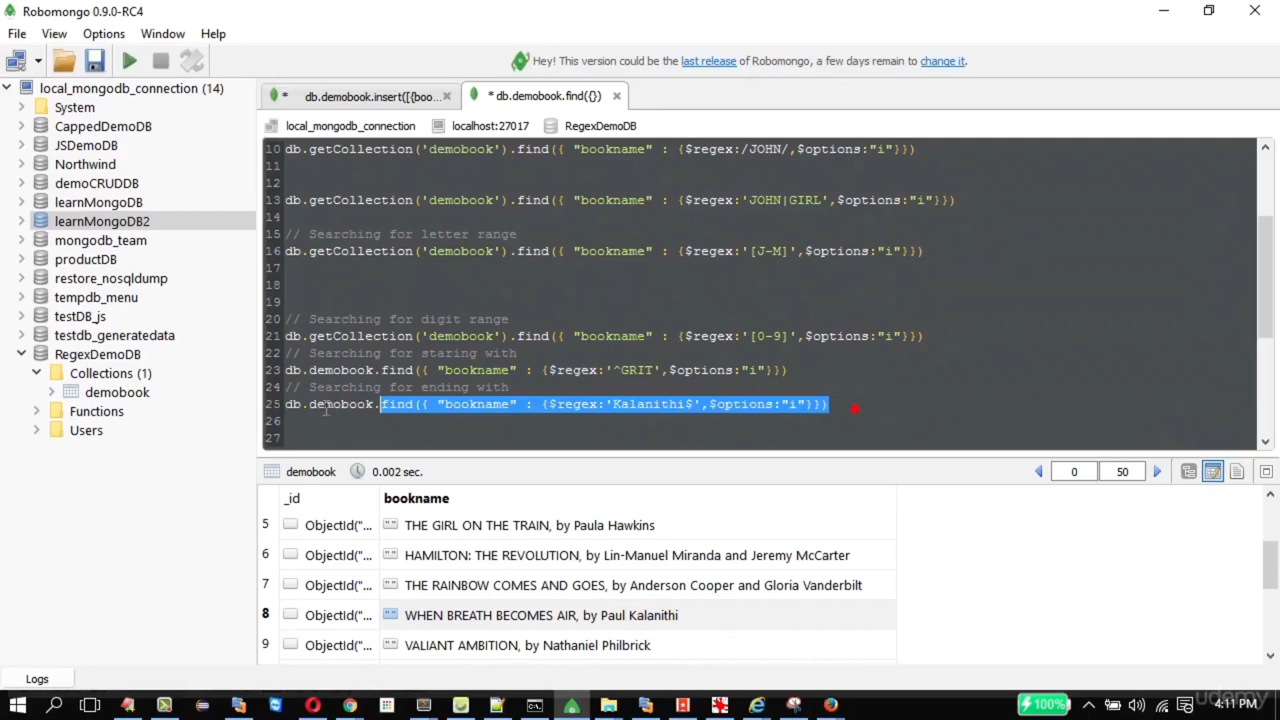 Robomongo 0.9.0-RC4
File View Options Window Help
Hey! This version could be the last release of Robomongo, a few days remain to change it.
local_mongodb_connection (14)
System
CappedDemoDB
JSDemoDB
Northwind
demoCRUDDB
learnMongoDB
learnMongoDB2
mongodb_team
productDB
restore_nosqldump
tempdb_menu
testDB_js
testdb_generatedata
RegexDemoDB
Collections (1)
demobook
Functions
Users
* db.demobook.insert([{boo...
* db.demobook.find({})
local_mongodb_connection localhost:27017 RegexDemoDB
10 db.getCollection('demobook').find({ "bookname" : {$regex:/JOHN/,$options:"i"}})
11
12
13 db.getCollection('demobook').find({ "bookname" : {$regex:'JOHN|GIRL',$options:"i"}})
14
15 // Searching for letter range
16 db.getCollection('demobook').find({ "bookname" : {$regex:'[J-M]',$options:"i"}})
17
18
19
20 // Searching for digit range
21 db.getCollection('demobook').find({ "bookname" : {$regex:'[0-9]',$options:"i"}})
22 // Searching for staring with
23 db.demobook.find({ "bookname" : {$regex:'^GRIT',$options:"i"}})
24 // Searching for ending with
25 db.demobook.find({ "bookname" : {$regex:'Kalanithi$',$options:"i"}})
26
27
demobook 0.002 sec. 0 50
_id bookname
5 ObjectId("... THE GIRL ON THE TRAIN, by Paula Hawkins
6 ObjectId("... HAMILTON: THE REVOLUTION, by Lin-Manuel Miranda and Jeremy McCarter
7 ObjectId("... THE RAINBOW COMES AND GOES, by Anderson Cooper and Gloria Vanderbilt
8 ObjectId("... WHEN BREATH BECOMES AIR, by Paul Kalanithi
9 ObjectId("... VALIANT AMBITION, by Nathaniel Philbrick
Logs
udemy
100% 4:11 PM